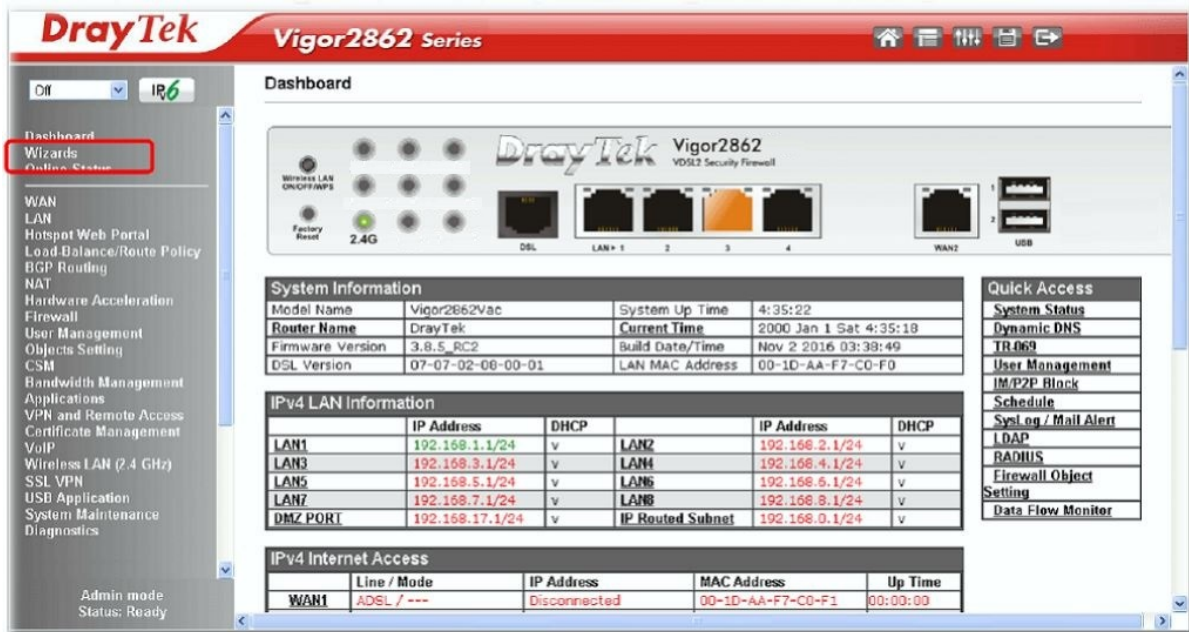 DrayTek
Vigor2862 Series
Off
IR6
Dashboard
Wizards
Online Status
WAN
LAN
Hotspot Web Portal
Load-Balance/Route Policy
BGP Routing
NAT
Hardware Acceleration
Firewall
User Management
Objects Setting
CSM
Bandwidth Management
Applications
VPN and Remote Access
Certificate Management
VoIP
Wireless LAN (2.4 GHz)
SSL VPN
USB Application
System Maintenance
Diagnostics
Admin mode
Status: Ready
Dashboard
DrayTek Vigor2862
VDSL2 Security Firewall
Wireless LAN
ON/OFF/WPS
Factory
Reset
2.4G
DSL
LAN 1 2 3 4
WAN2
1
2
USB
System Information
Model Name Vigor2862Vac System Up Time 4:35:22
Router Name DrayTek Current Time 2000 Jan 1 Sat 4:35:18
Firmware Version 3.8.5_RC2 Build Date/Time Nov 2 2016 03:38:49
DSL Version 07-07-02-08-00-01 LAN MAC Address 00-1D-AA-F7-C0-F0
IPv4 LAN Information
IP Address DHCP IP Address DHCP
LAN1 192.168.1.1/24 v LAN2 192.168.2.1/24 v
LAN3 192.168.3.1/24 v LAN4 192.168.4.1/24 v
LAN5 192.168.5.1/24 v LAN6 192.168.6.1/24 v
LAN7 192.168.7.1/24 v LAN8 192.168.8.1/24 v
DMZ PORT 192.168.17.1/24 v IP Routed Subnet 192.168.0.1/24 v
IPv4 Internet Access
Line / Mode IP Address MAC Address Up Time
WAN1 ADSL / --- Disconnected 00-1D-AA-F7-C0-F1 00:00:00
Quick Access
System Status
Dynamic DNS
TR-069
User Management
IM/P2P Block
Schedule
SysLog / Mail Alert
LDAP
RADIUS
Firewall Object
Setting
Data Flow Monitor